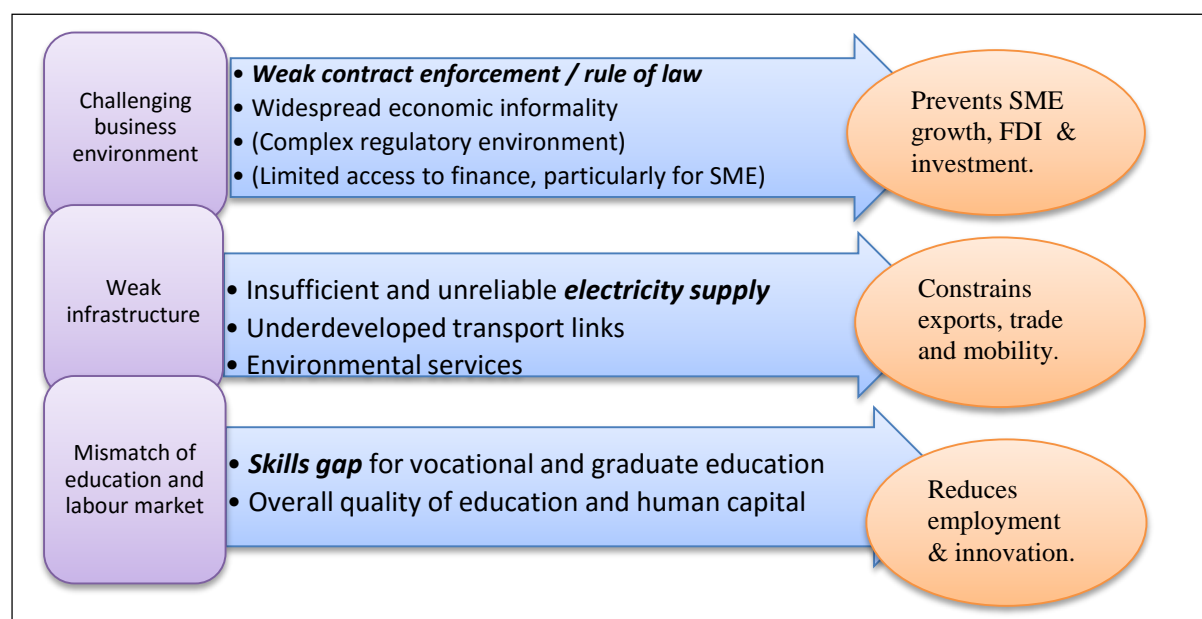 Challenging
business
environment
• Weak contract enforcement / rule of law
• Widespread economic informality
• (Complex regulatory environment)
• (Limited access to finance, particularly for SME)
Prevents SME
growth, FDI &
investment.
Weak
infrastructure
• Insufficient and unreliable electricity supply
• Underdeveloped transport links
• Environmental services
Constrains
exports, trade
and mobility.
Mismatch of
education and
labour market
• Skills gap for vocational and graduate education
• Overall quality of education and human capital
Reduces
employment
& innovation.